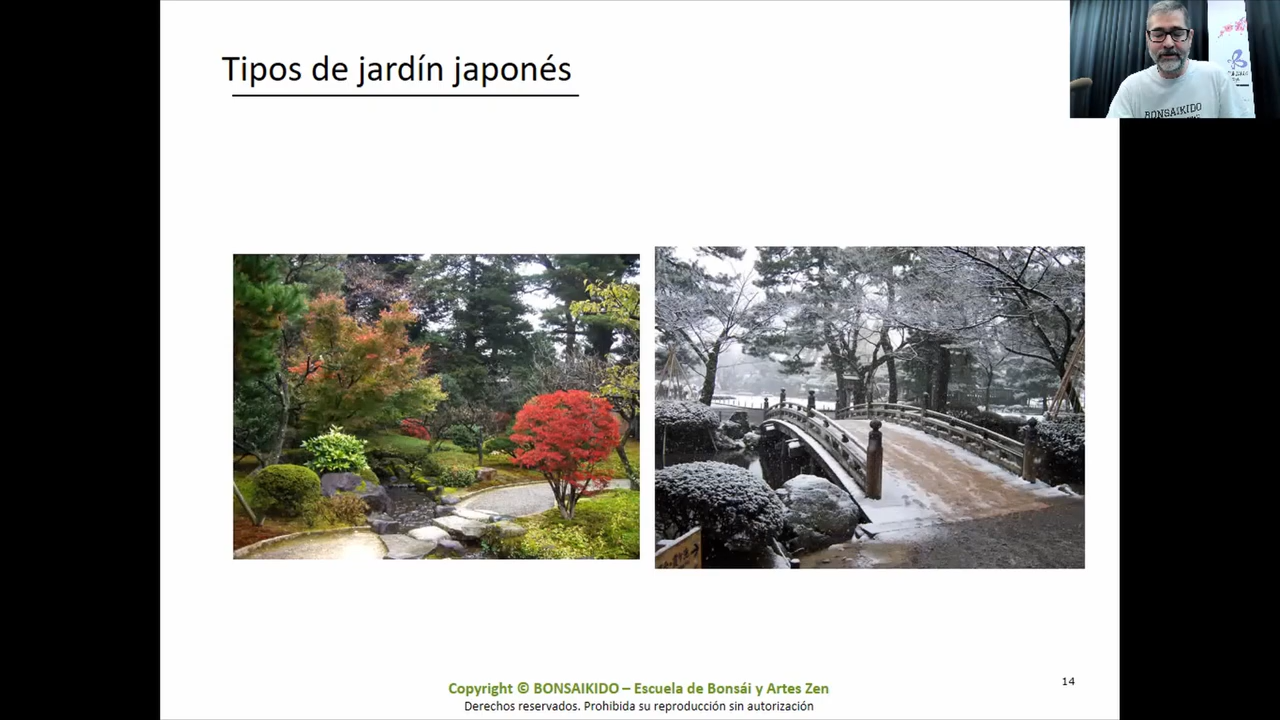 Tipos de jardín japonés
BONSAIKIDO
Copyright © BONSAIKIDO – Escuela de Bonsái y Artes Zen
Derechos reservados. Prohibida su reproducción sin autorización
14